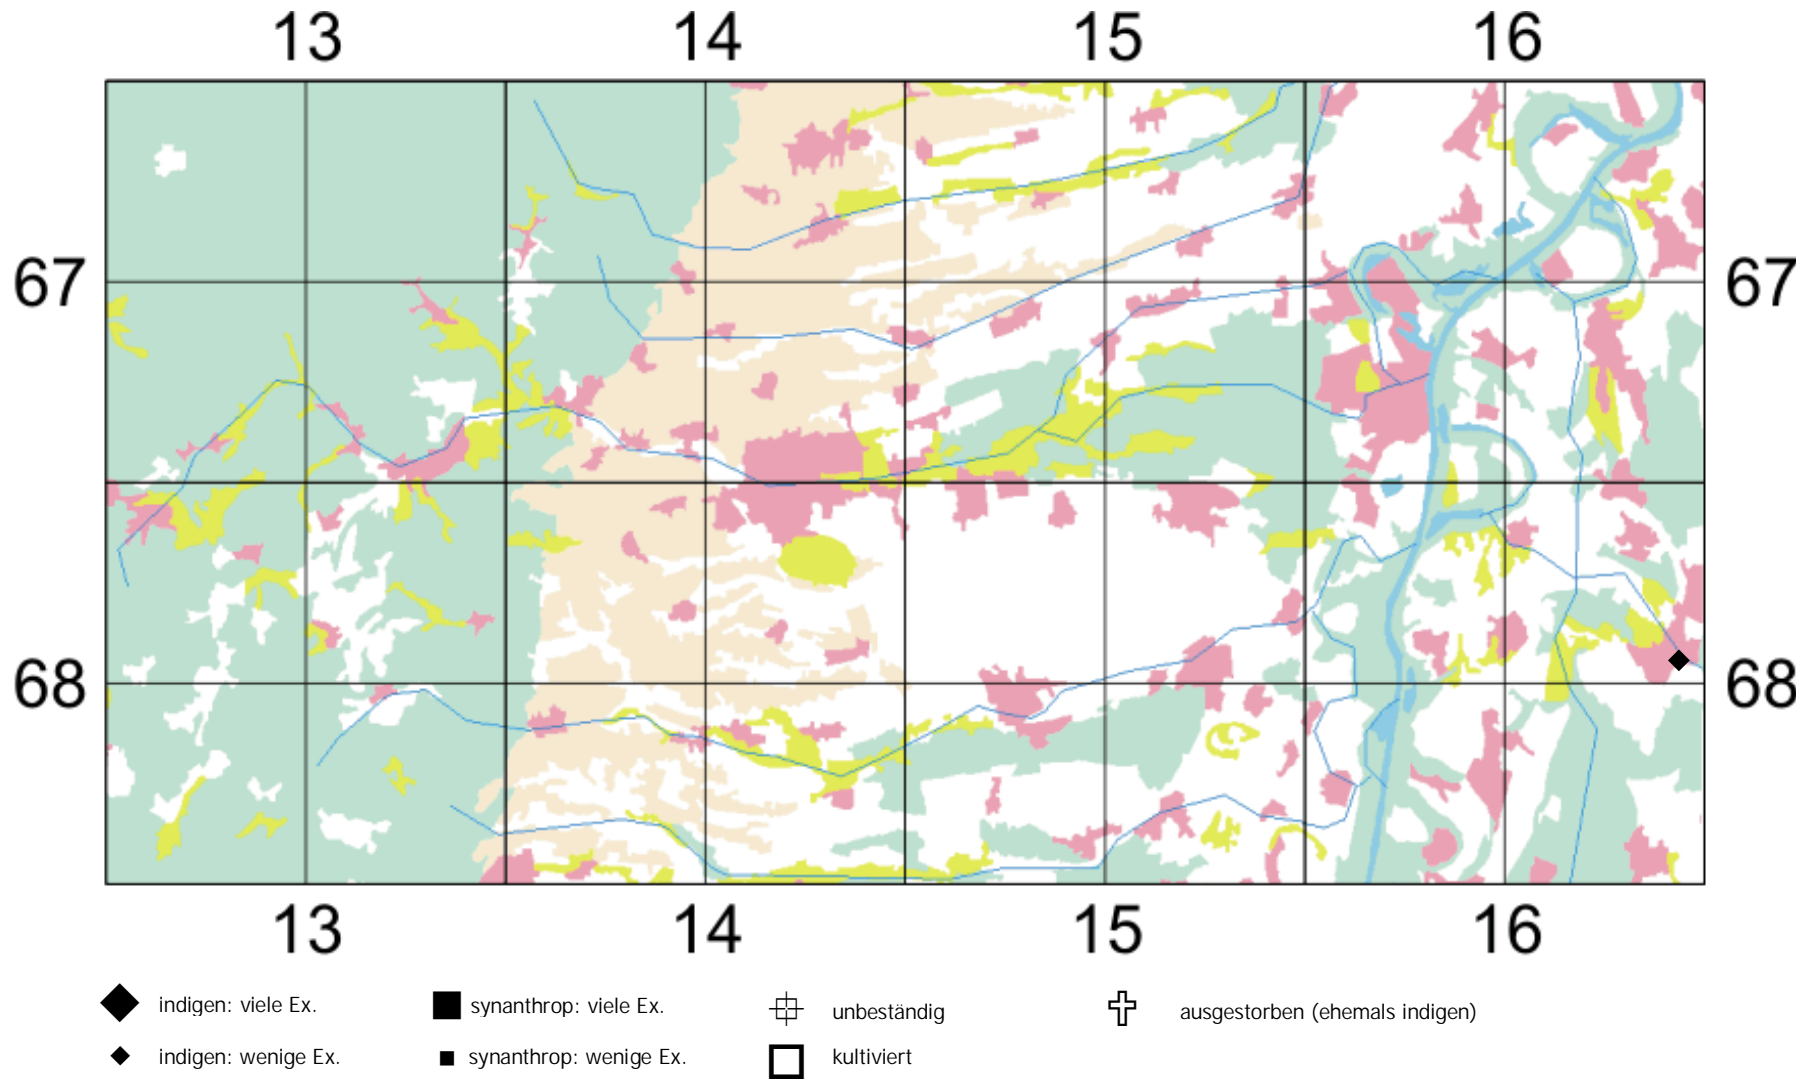 13 14 15 16
67 67
68 68
13 14 15 16
indigen: viele Ex. synanthrop: viele Ex. unbeständig ausgestorben (ehemals indigen)
indigen: wenige Ex. synanthrop: wenige Ex. kultiviert